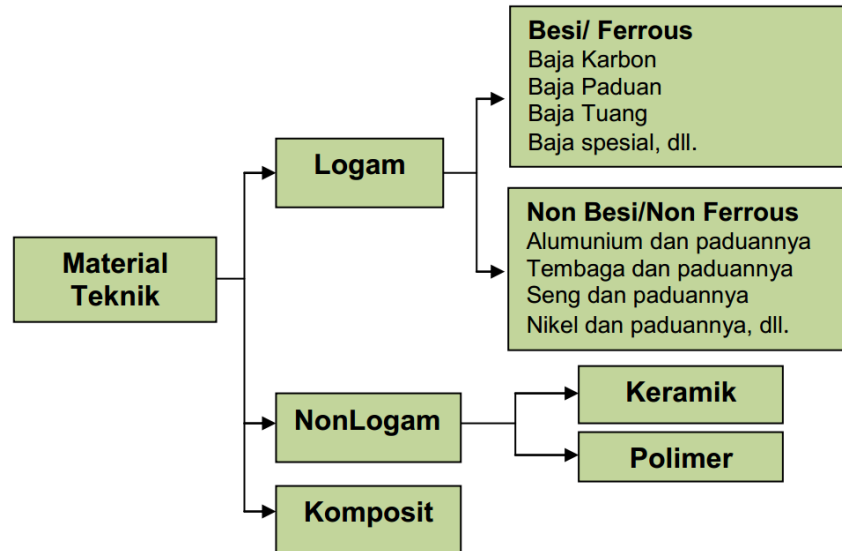 Besi/ Ferrous
Baja Karbon
Baja Paduan
Baja Tuang
Baja spesial, dll.
Logam
Non Besi/Non Ferrous
Alumunium dan paduannya
Tembaga dan paduannya
Seng dan paduannya
Nikel dan paduannya, dll.
Material
Teknik
NonLogam
Keramik
Polimer
Komposit